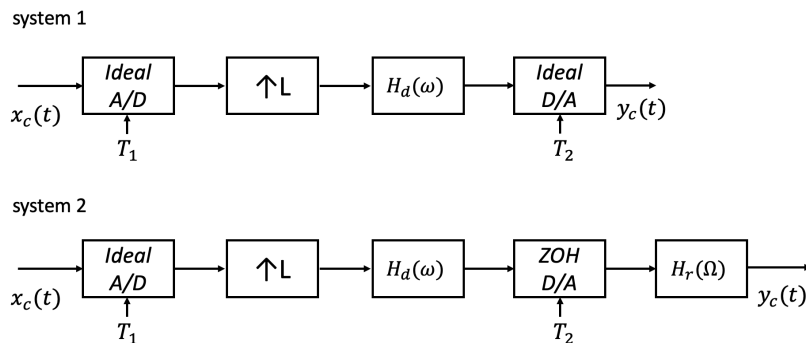 system 1
Ideal A/D
↑L
H_d(ω)
Ideal D/A
x_c(t)
y_c(t)
T_1
T_2
system 2
Ideal A/D
↑L
H_d(ω)
ZOH D/A
H_r(Ω)
x_c(t)
y_c(t)
T_1
T_2